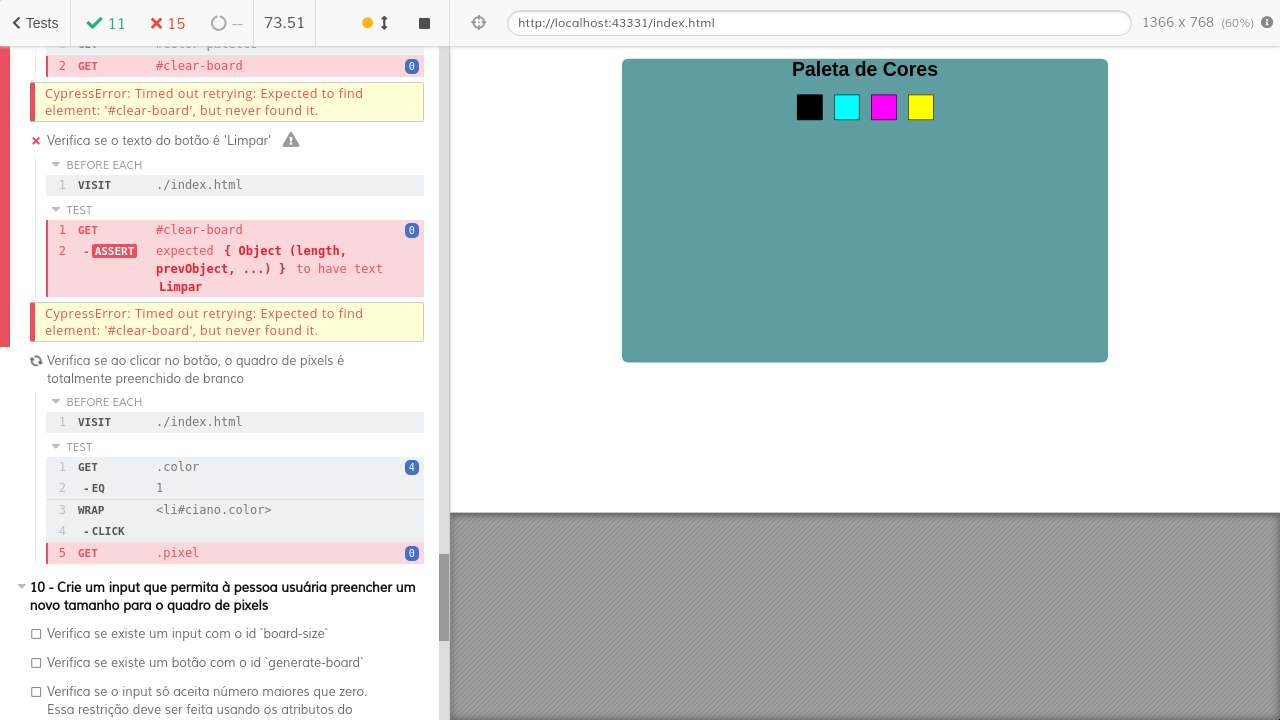 Tests 11 15 -- 73.51 http://localhost:43331/index.html 1366 x 768 (60%)
2 GET #clear-board 0
CypressError: Timed out retrying: Expected to find
element: '#clear-board', but never found it.
Verifica se o texto do botão é 'Limpar'
BEFORE EACH
1 VISIT ./index.html
TEST
1 GET #clear-board 0
2 - ASSERT expected { Object (length,
prevObject, ...) } to have text
Limpar
CypressError: Timed out retrying: Expected to find
element: '#clear-board', but never found it.
Verifica se ao clicar no botão, o quadro de pixels é
totalmente preenchido de branco
BEFORE EACH
1 VISIT ./index.html
TEST
1 GET .color 4
2 - EQ 1
3 WRAP <li#ciano.color>
4 - CLICK
5 GET .pixel 0
10 - Crie um input que permita à pessoa usuária preencher um
novo tamanho para o quadro de pixels
Verifica se existe um input com o id `board-size`
Verifica se existe um botão com o id `generate-board`
Verifica se o input só aceita número maiores que zero.
Essa restrição deve ser feita usando os atributos do
Paleta de Cores